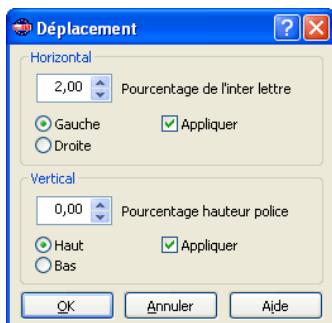 Déplacement
Horizontal
2,00 Pourcentage de l'inter lettre
Gauche Appliquer
Droite
Vertical
0,00 Pourcentage hauteur police
Haut Appliquer
Bas
OK Annuler Aide